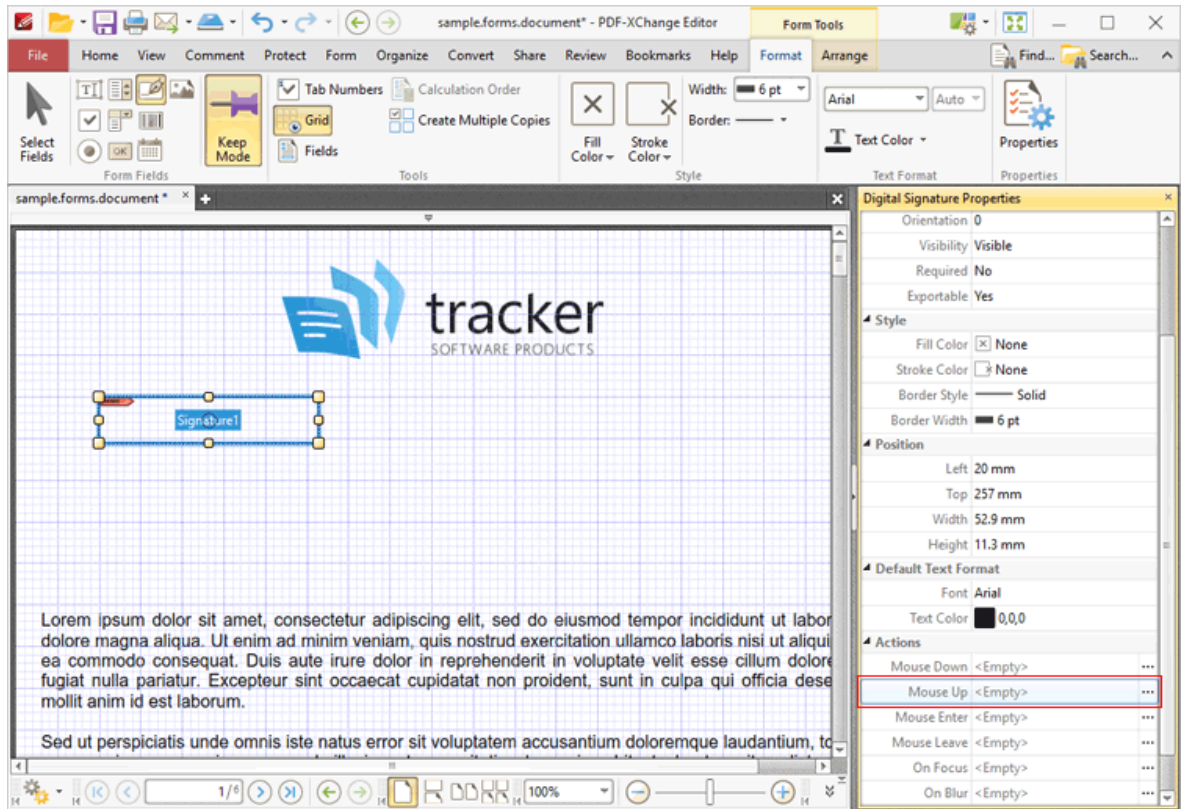 sample.forms.document* - PDF-XChange Editor
Form Tools
File Home View Comment Protect Form Organize Convert Share Review Bookmarks Help Format Arrange Find... Search...
Select Fields
OK
Form Fields
Keep Mode
Tab Numbers
Grid
Fields
Calculation Order
Create Multiple Copies
Tools
Fill Color
Stroke Color
Width: 6 pt
Border:
Style
Arial Auto
Text Color
Text Format
Properties
Properties
sample.forms.document *
tracker
SOFTWARE PRODUCTS
Signature1
Lorem ipsum dolor sit amet, consectetur adipiscing elit, sed do eiusmod tempor incididunt ut labor
dolore magna aliqua. Ut enim ad minim veniam, quis nostrud exercitation ullamco laboris nisi ut aliqui
ea commodo consequat. Duis aute irure dolor in reprehenderit in voluptate velit esse cillum dolore
fugiat nulla pariatur. Excepteur sint occaecat cupidatat non proident, sunt in culpa qui officia dese
mollit anim id est laborum.
Sed ut perspiciatis unde omnis iste natus error sit voluptatem accusantium doloremque laudantium, to
1/6
100%
Digital Signature Properties
Orientation 0
Visibility Visible
Required No
Exportable Yes
Style
Fill Color None
Stroke Color None
Border Style Solid
Border Width 6 pt
Position
Left 20 mm
Top 257 mm
Width 52.9 mm
Height 11.3 mm
Default Text Format
Font Arial
Text Color 0,0,0
Actions
Mouse Down <Empty> ...
Mouse Up <Empty> ...
Mouse Enter <Empty> ...
Mouse Leave <Empty> ...
On Focus <Empty> ...
On Blur <Empty> ...